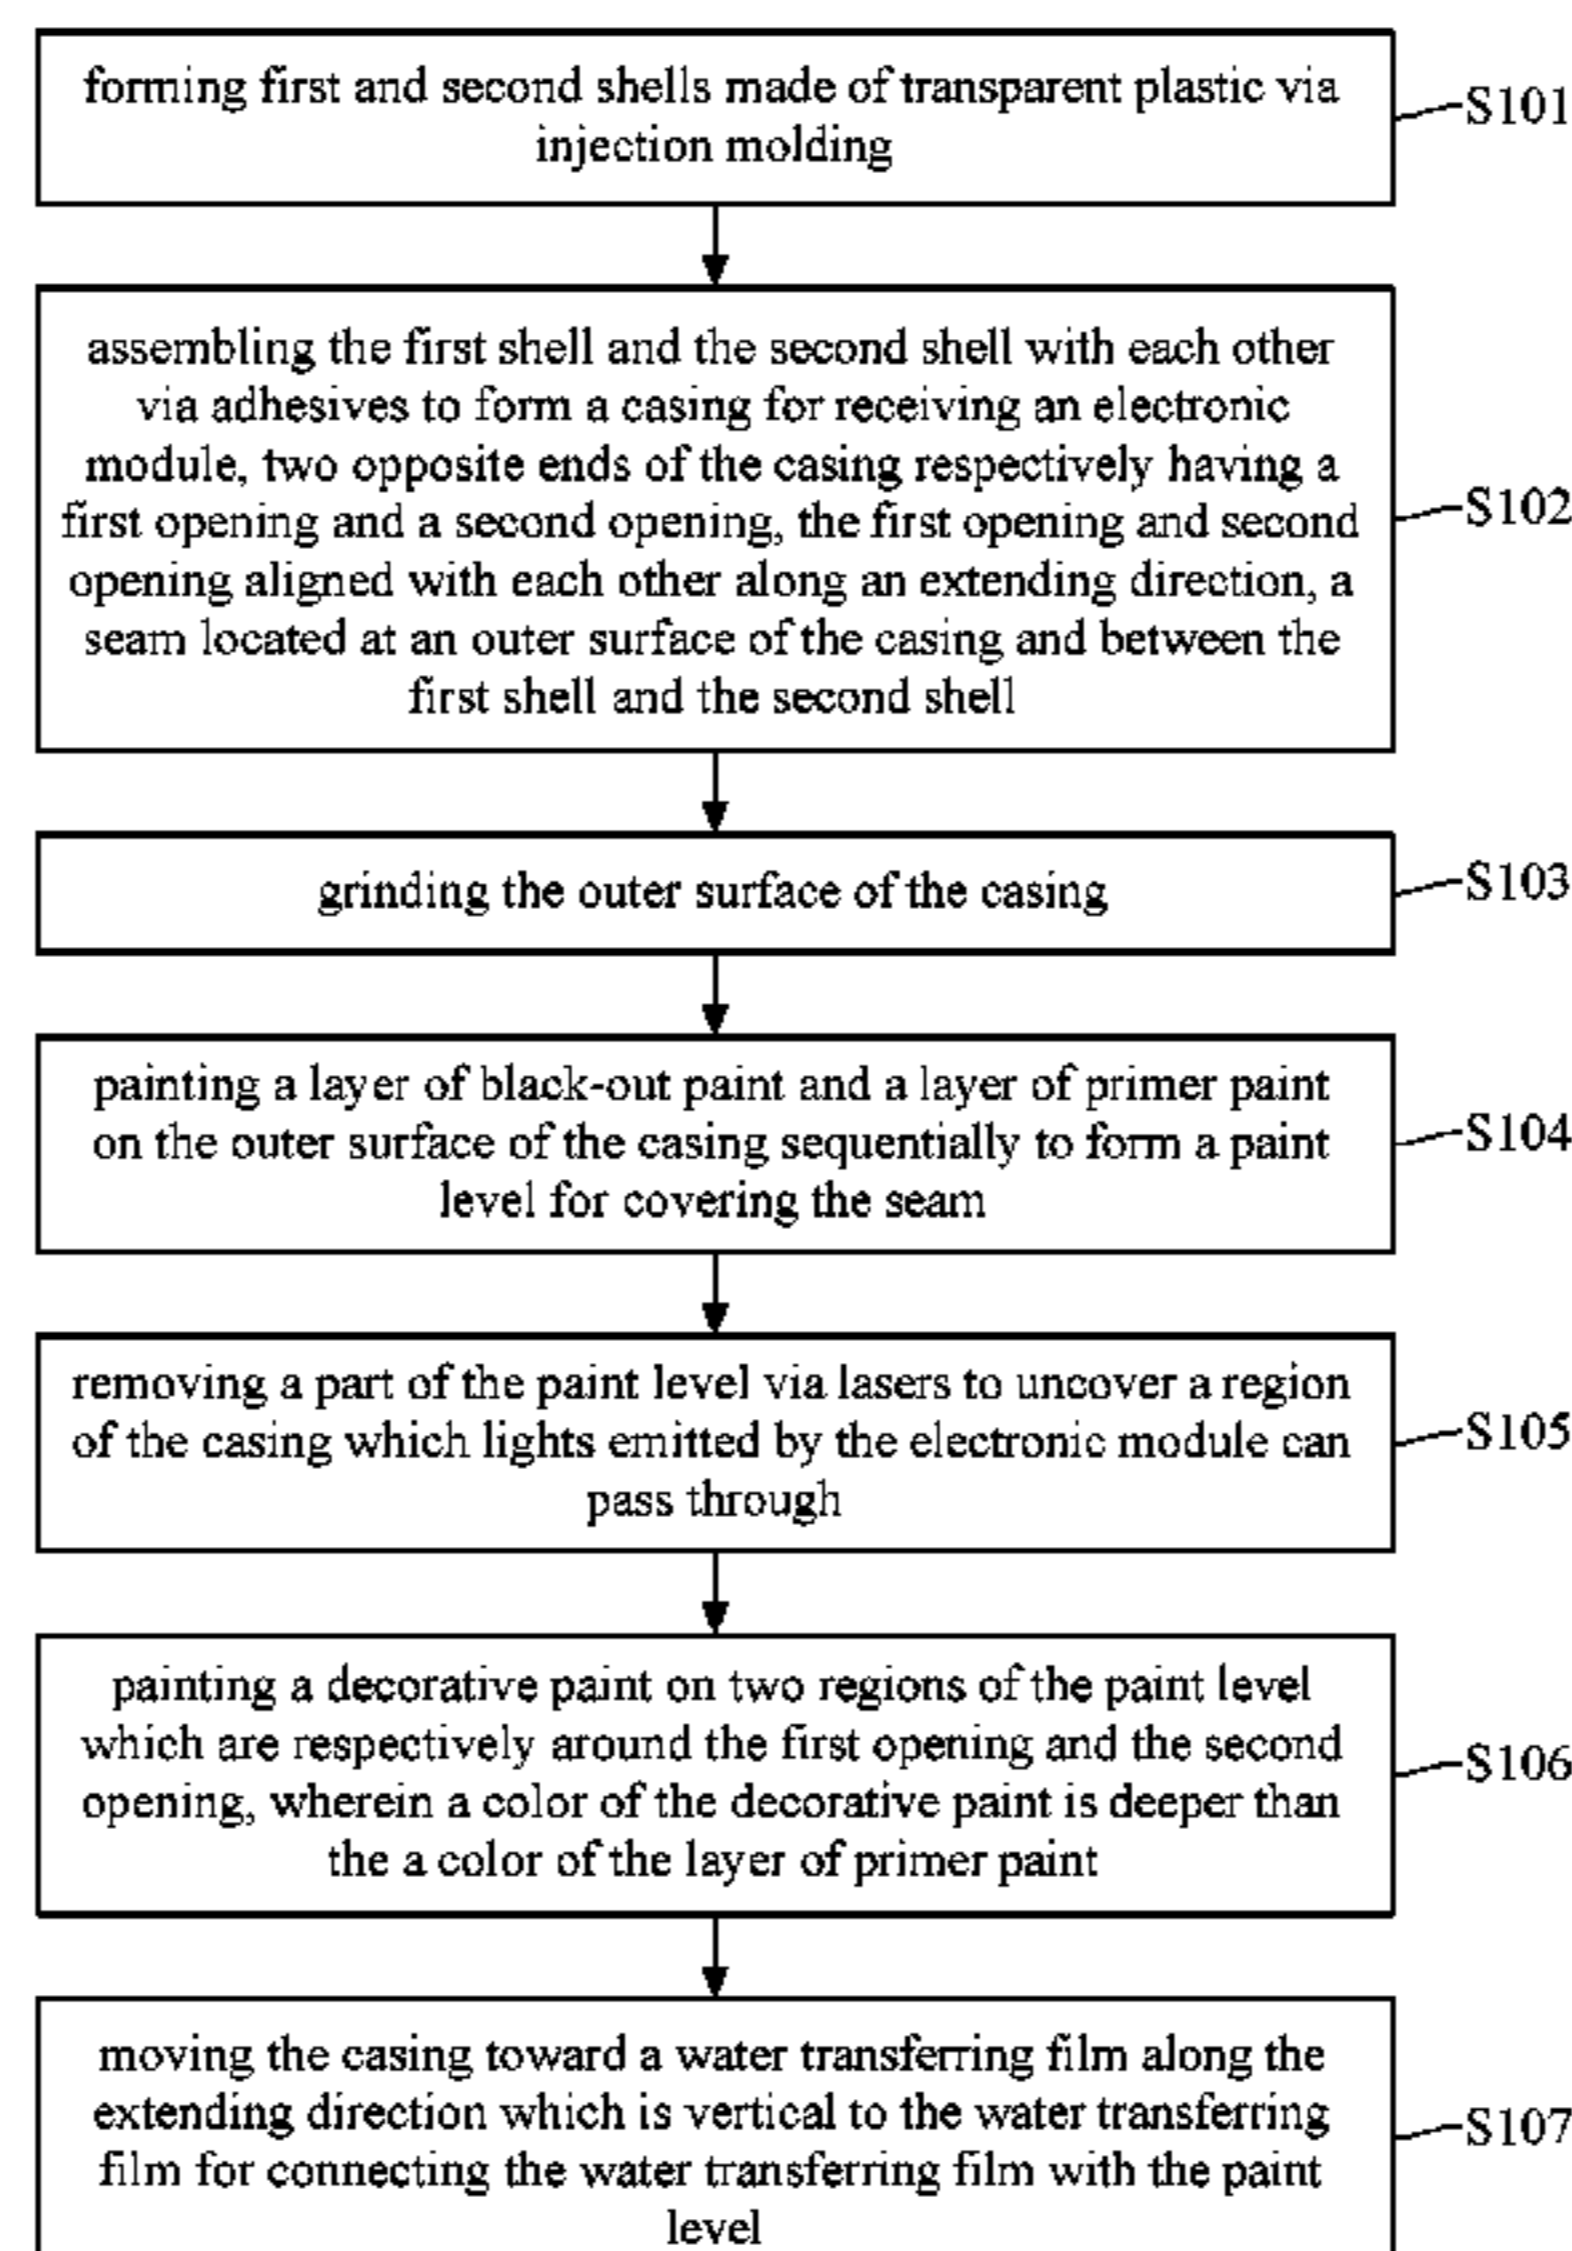 forming first and second shells made of transparent plastic via
injection molding
S101
assembling the first shell and the second shell with each other
via adhesives to form a casing for receiving an electronic
module, two opposite ends of the casing respectively having a
first opening and a second opening, the first opening and second
opening aligned with each other along an extending direction, a
seam located at an outer surface of the casing and between the
first shell and the second shell
S102
grinding the outer surface of the casing
S103
painting a layer of black-out paint and a layer of primer paint
on the outer surface of the casing sequentially to form a paint
level for covering the seam
S104
removing a part of the paint level via lasers to uncover a region
of the casing which lights emitted by the electronic module can
pass through
S105
painting a decorative paint on two regions of the paint level
which are respectively around the first opening and the second
opening, wherein a color of the decorative paint is deeper than
the a color of the layer of primer paint
S106
moving the casing toward a water transferring film along the
extending direction which is vertical to the water transferring
film for connecting the water transferring film with the paint
level
S107